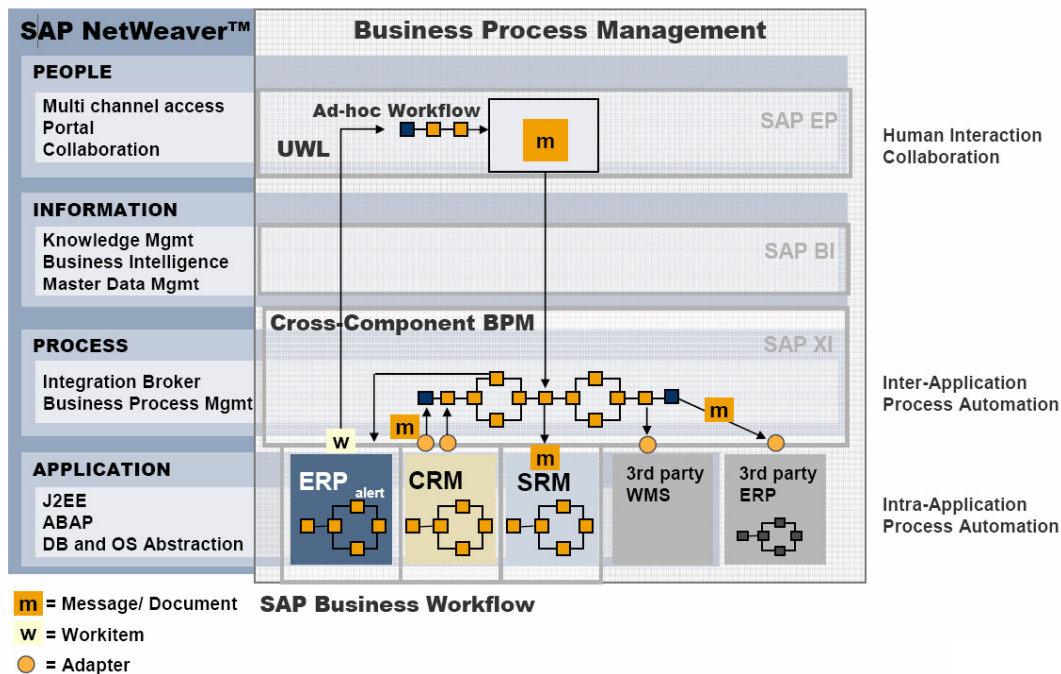 SAP NetWeaver™
Business Process Management
PEOPLE
Multi channel access
Portal
Collaboration
Ad-hoc Workflow
UWL
m
SAP EP
Human Interaction
Collaboration
INFORMATION
Knowledge Mgmt
Business Intelligence
Master Data Mgmt
SAP BI
Cross-Component BPM
SAP XI
PROCESS
Integration Broker
Business Process Mgmt
m
m
Inter-Application
Process Automation
w
m
APPLICATION
J2EE
ABAP
DB and OS Abstraction
ERP
alert
CRM
SRM
3rd party
WMS
3rd party
ERP
Intra-Application
Process Automation
SAP Business Workflow
m = Message/ Document
w = Workitem
= Adapter